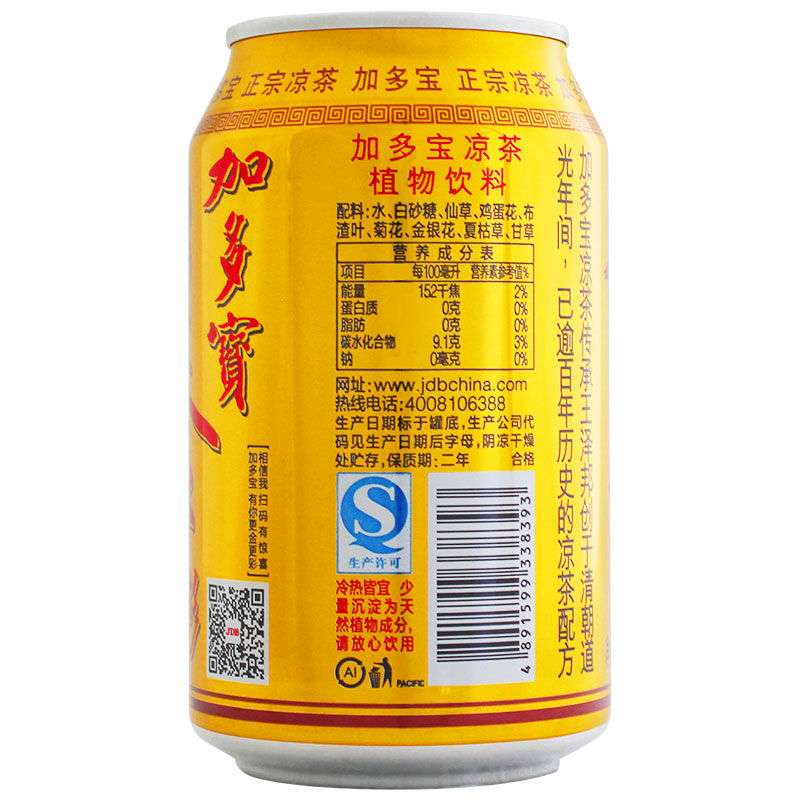 宝 正宗凉茶 加多宝 正宗凉茶 加
加多寳
加多宝凉茶
植物饮料
配料:水、白砂糖、仙草、鸡蛋花、布
渣叶、菊花、金银花、夏枯草、甘草
营养成分表
项目 每100毫升 营养素参考值%
能量 152千焦 2%
蛋白质 0克 0%
脂肪 0克 0%
碳水化合物 9.1克 3%
钠 0毫克 0%
网址:www.jdbchina.com
热线电话:4008106388
生产日期标于罐底,生产公司代
码见生产日期后字母,阴凉干燥
处贮存,保质期:二年 合格
相信我 扫码有惊喜
加多宝 有你更金更彩
JDB
S
生产许可
冷热皆宜 少
量沉淀为天
然植物成分,
请放心饮用
Al
PACIFIC
4 891599 338393
加多宝凉茶传承王泽邦创于清朝道
光年间,已逾百年历史的凉茶配方